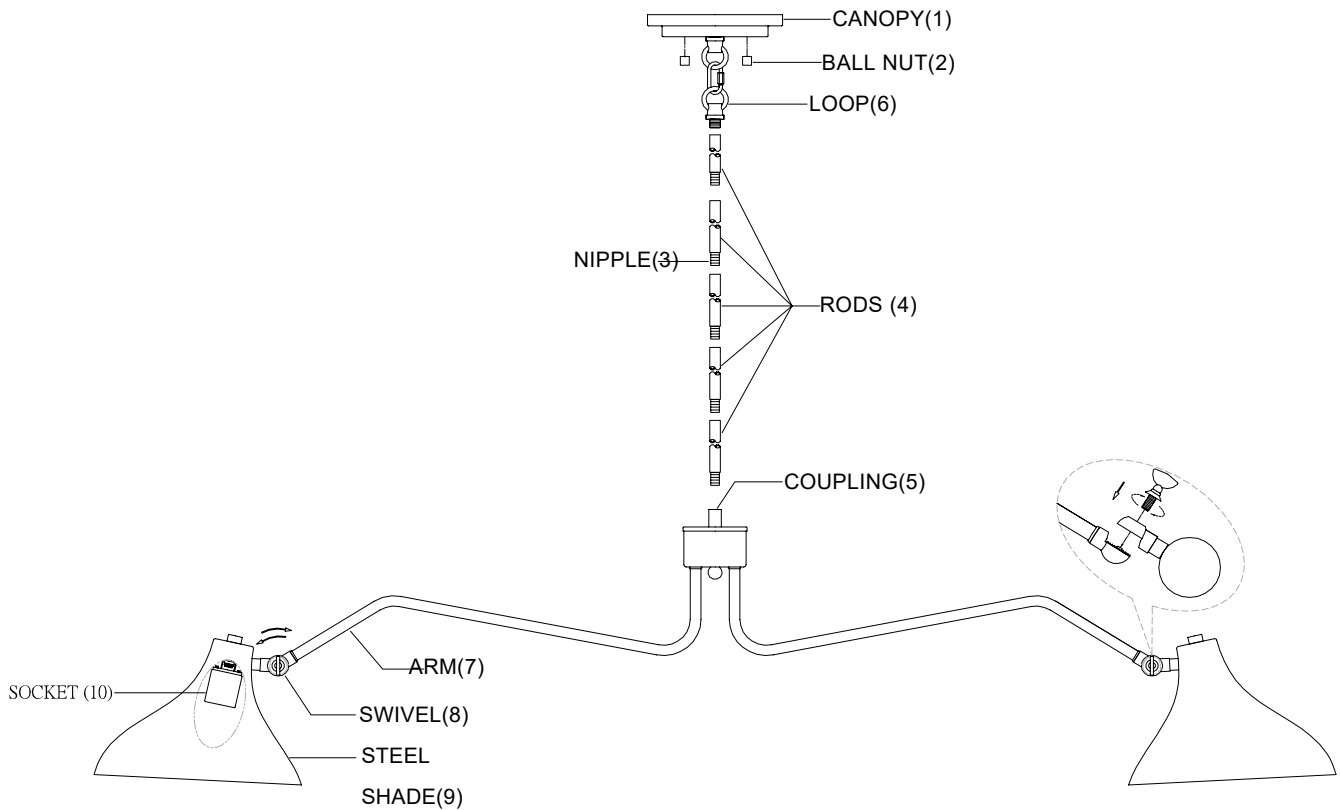 CANOPY(1)
BALL NUT(2)
LOOP(6)
NIPPLE(3)
RODS (4)
COUPLING(5)
ARM(7)
SOCKET (10)
SWIVEL(8)
STEEL
SHADE(9)